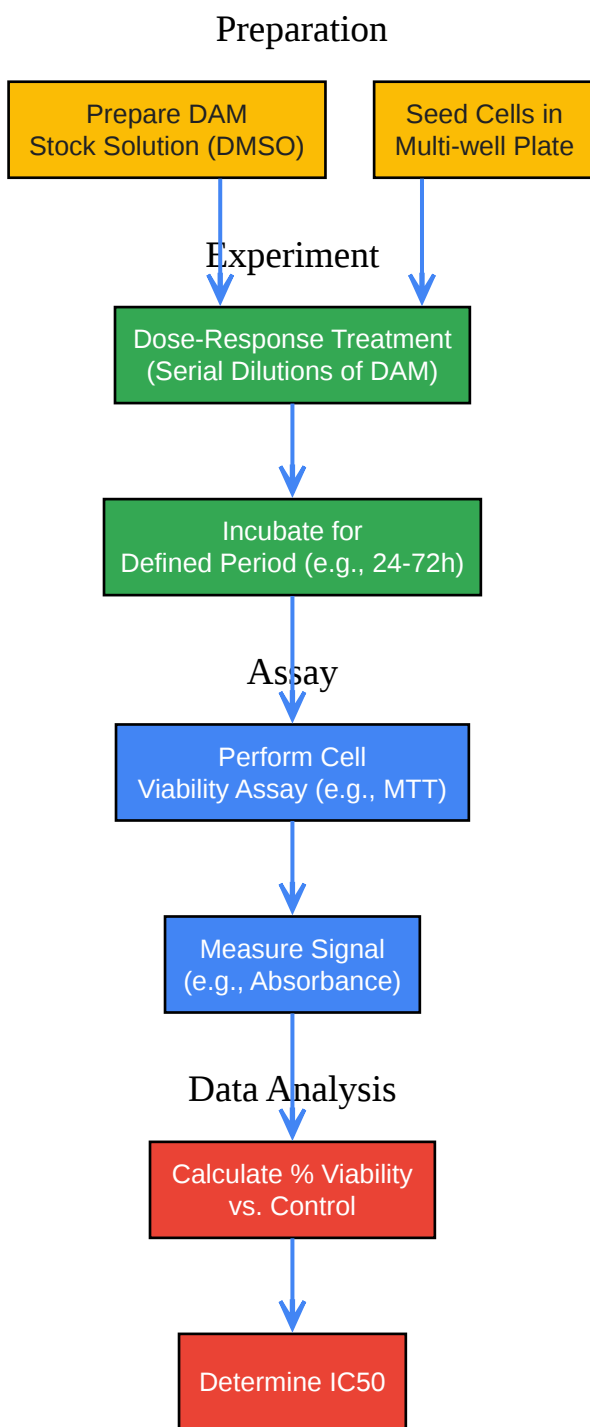 Preparation
Prepare DAM
Stock Solution (DMSO)
Seed Cells in
Multi-well Plate
Experiment
Dose-Response Treatment
(Serial Dilutions of DAM)
Incubate for
Defined Period (e.g., 24-72h)
Assay
Perform Cell
Viability Assay (e.g., MTT)
Measure Signal
(e.g., Absorbance)
Data Analysis
Calculate % Viability
vs. Control
Determine IC50